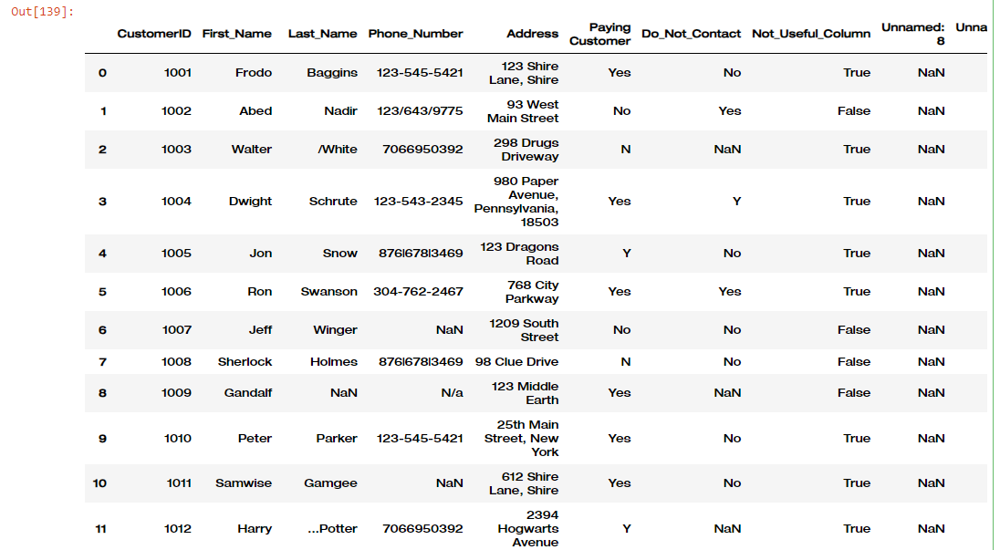 Out[139]:
CustomerID First_Name Last_Name Phone_Number Address Paying Customer Do_Not_Contact Not_Useful_Column Unnamed: 8 Unna
0 1001 Frodo Baggins 123-545-5421 123 Shire Lane, Shire Yes No True NaN
1 1002 Abed Nadir 123/643/9775 93 West Main Street No Yes False NaN
2 1003 Walter /White 7066950392 298 Drugs Driveway N NaN True NaN
3 1004 Dwight Schrute 123-543-2345 980 Paper Avenue, Pennsylvania, 18503 Yes Y True NaN
4 1005 Jon Snow 876|678|3469 123 Dragons Road Y No True NaN
5 1006 Ron Swanson 304-762-2467 768 City Parkway Yes Yes True NaN
6 1007 Jeff Winger NaN 1209 South Street No No False NaN
7 1008 Sherlock Holmes 876|678|3469 98 Clue Drive N No False NaN
8 1009 Gandalf NaN N/a 123 Middle Earth Yes NaN False NaN
9 1010 Peter Parker 123-545-5421 25th Main Street, New York Yes No True NaN
10 1011 Samwise Gamgee NaN 612 Shire Lane, Shire Yes No True NaN
11 1012 Harry ...Potter 7066950392 2394 Hogwarts Avenue Y NaN True NaN